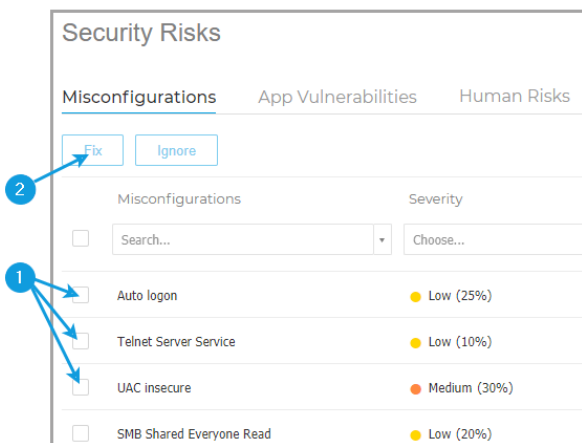 Security Risks
Misconfigurations App Vulnerabilities Human Risks
Fix Ignore
2
Misconfigurations Severity
Search... Choose...
1
Auto logon Low (25%)
Telnet Server Service Low (10%)
UAC insecure Medium (30%)
SMB Shared Everyone Read Low (20%)